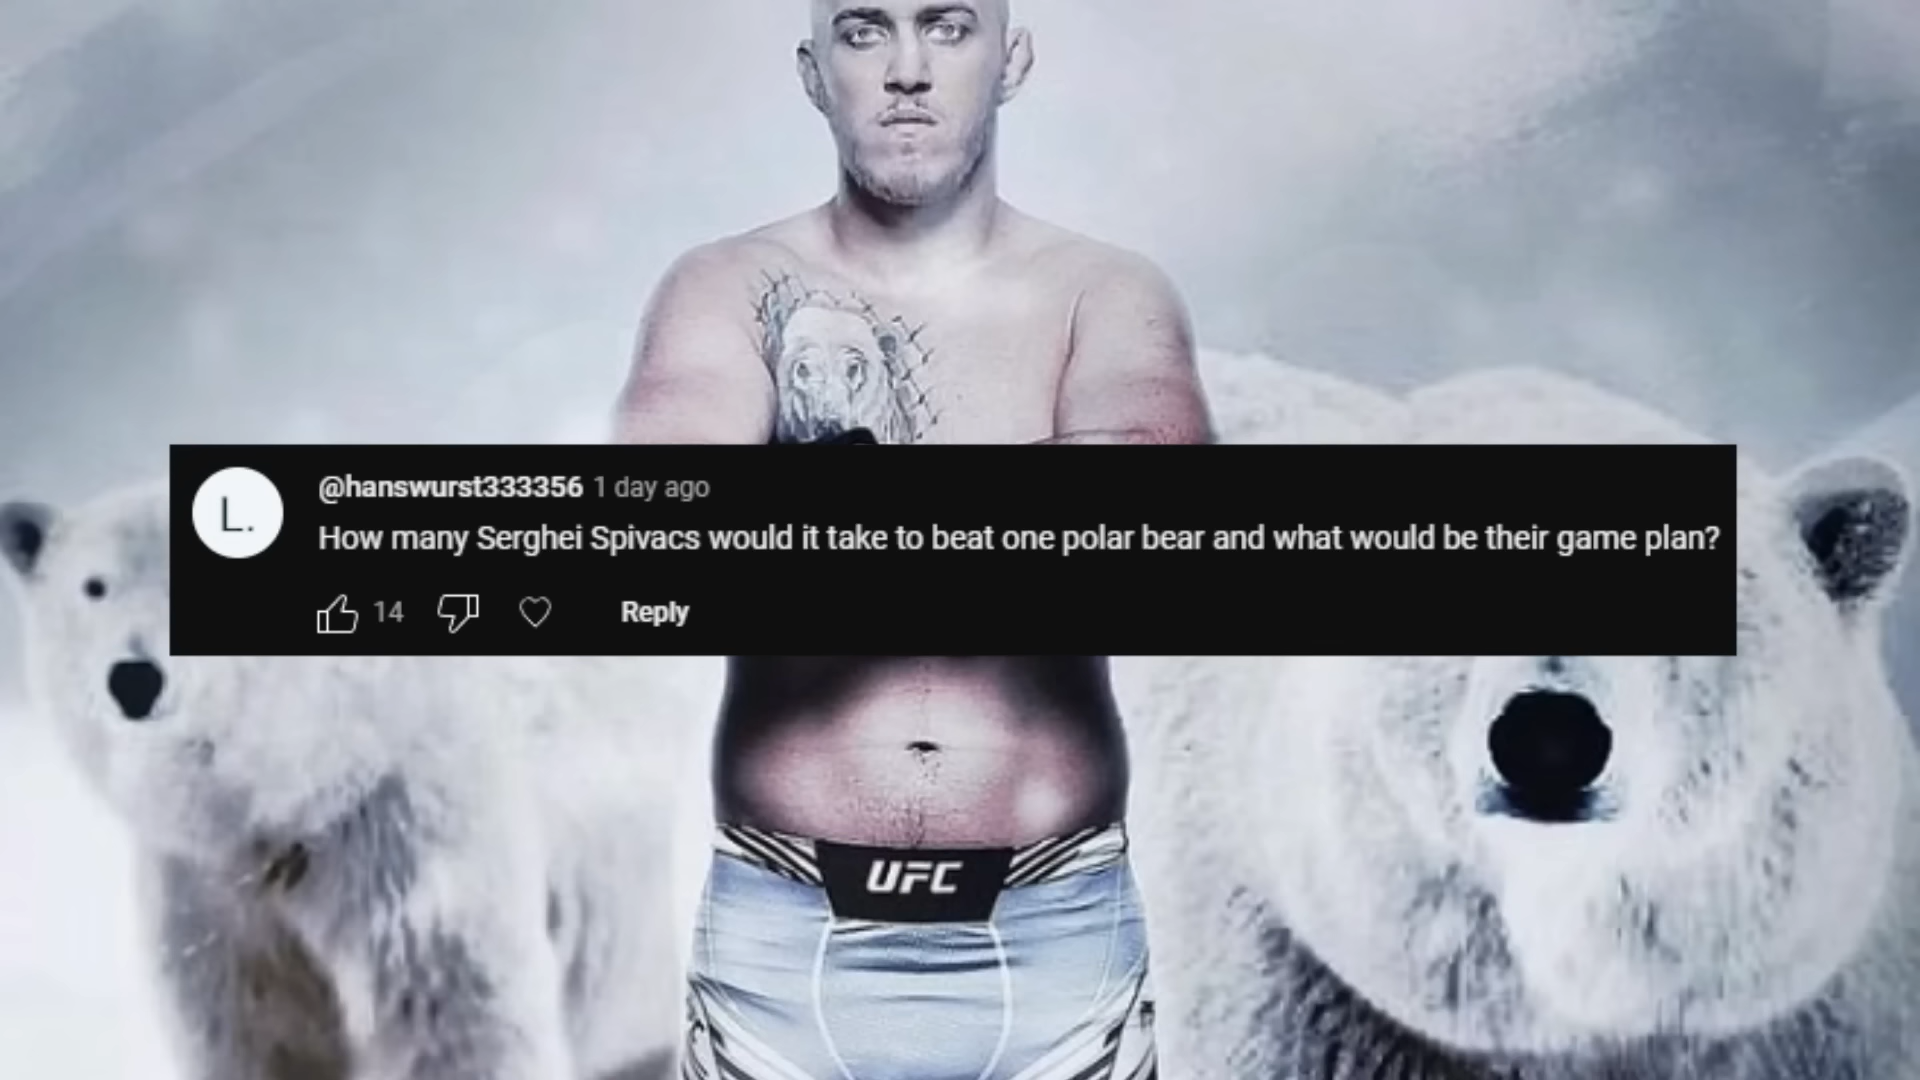 L.
@hanswurst333356 1 day ago
How many Serghei Spivacs would it take to beat one polar bear and what would be their game plan?
14
Reply
UFC